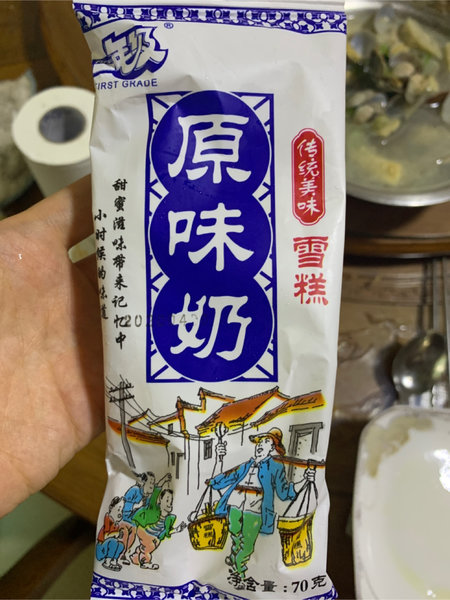 一级®
FIRST GRADE
原味奶
传统美味
雪糕
甜蜜滋味带来记忆中
小时候的味道
净含量：70克